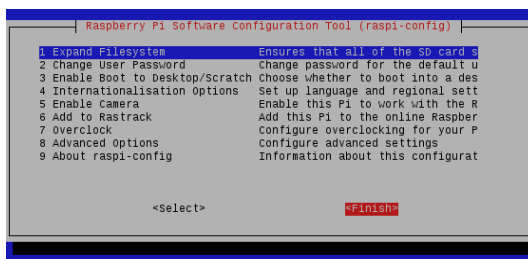 Raspberry Pi Software Configuration Tool (raspi-config)
1 Expand Filesystem Ensures that all of the SD card s
2 Change User Password Change password for the default u
3 Enable Boot to Desktop/Scratch Choose whether to boot into a des
4 Internationalisation Options Set up language and regional sett
5 Enable Camera Enable this Pi to work with the R
6 Add to Rastrack Add this Pi to the online Raspber
7 Overclock Configure overclocking for your P
8 Advanced Options Configure advanced settings
9 About raspi-config Information about this configurat
<Select> <Finish>